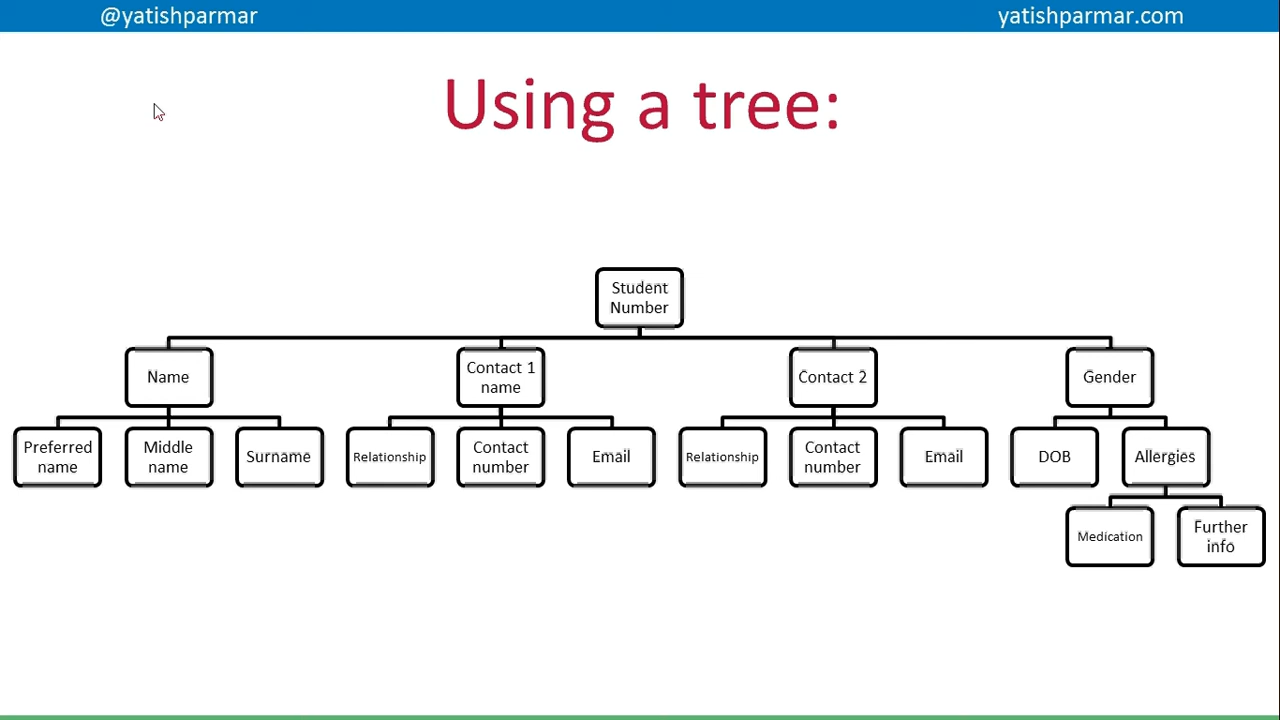 @yatishparmar
yatishparmar.com
Using a tree:
Student
Number
Name
Contact 1
name
Contact 2
Gender
Preferred
name
Middle
name
Surname
Relationship
Contact
number
Email
Relationship
Contact
number
Email
DOB
Allergies
Medication
Further
info